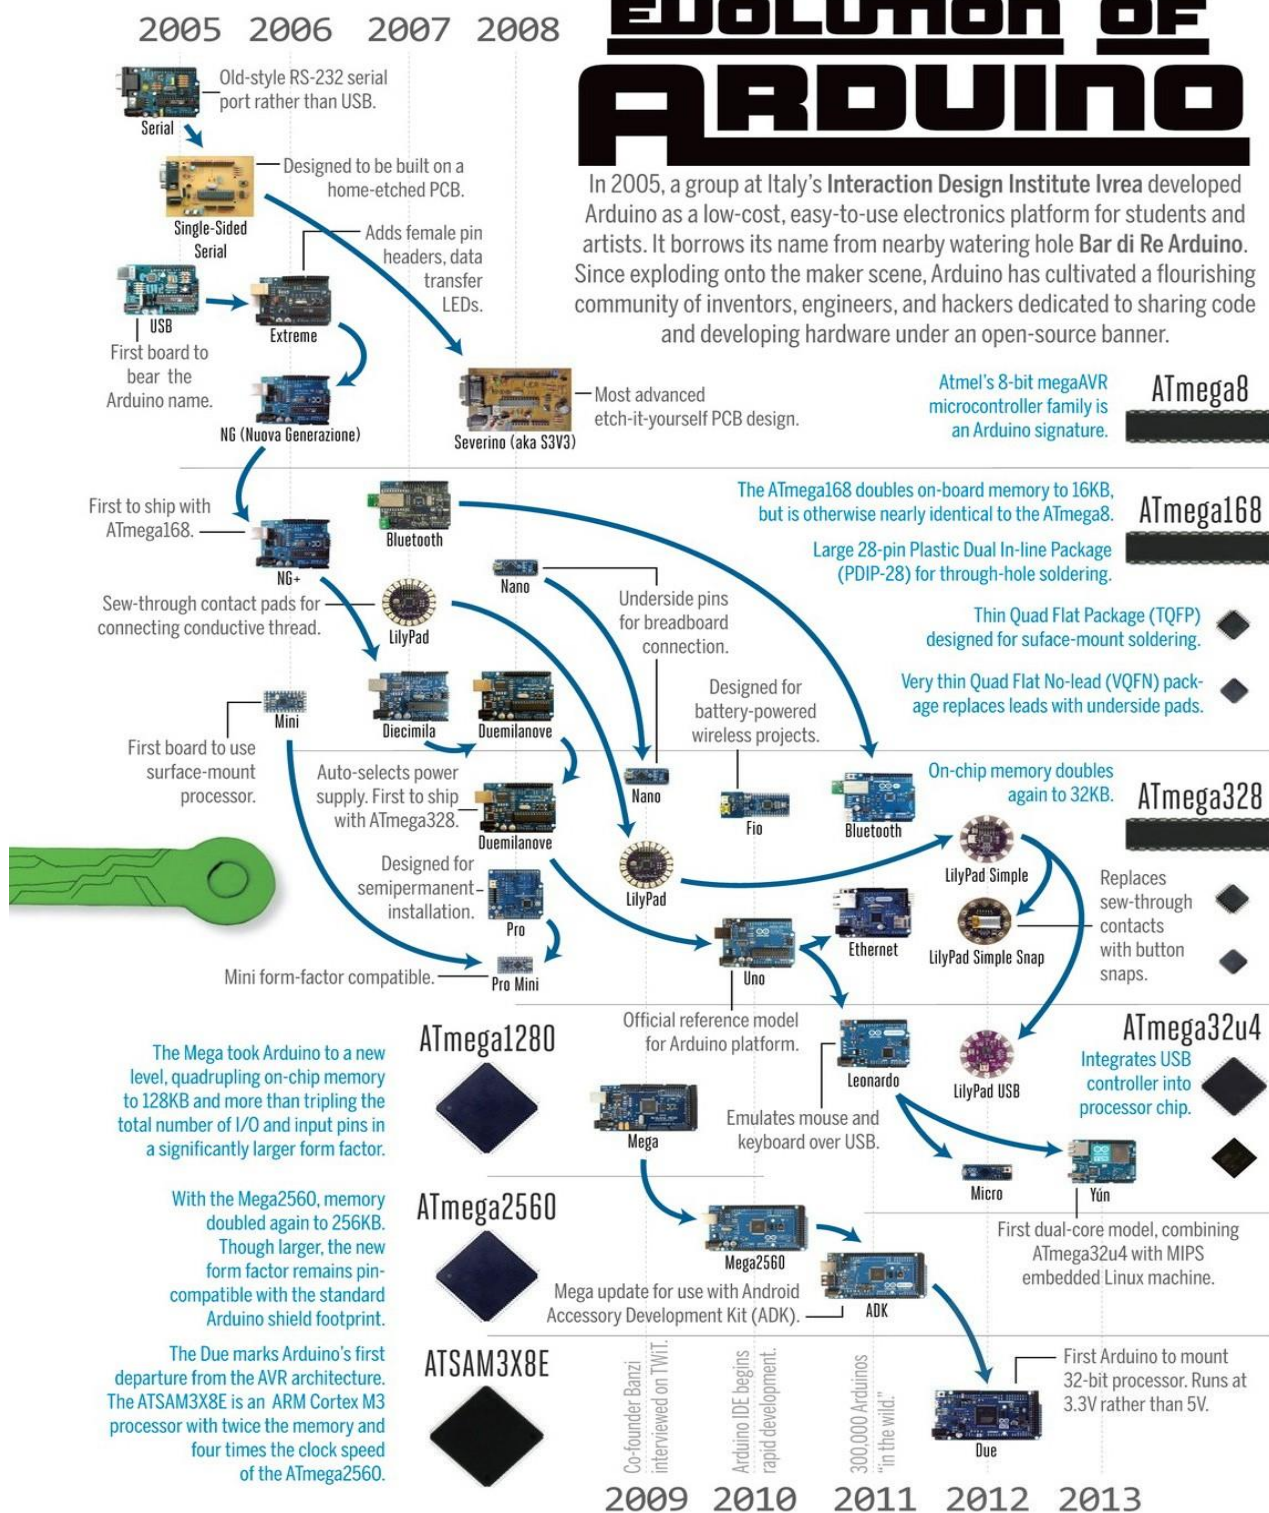 EVOLUTION OF
ARDUINO
2005
2006
2007
2008
In 2005, a group at Italy's Interaction Design Institute Ivrea developed
Arduino as a low-cost, easy-to-use electronics platform for students and
artists. It borrows its name from nearby watering hole Bar di Re Arduino.
Since exploding onto the maker scene, Arduino has cultivated a flourishing
community of inventors, engineers, and hackers dedicated to sharing code
and developing hardware under an open-source banner.
Old-style RS-232 serial
port rather than USB.
Serial
Designed to be built on a
home-etched PCB.
Single-Sided
Serial
Adds female pin
headers, data
transfer
LEDs.
USB
Extreme
First board to
bear the
Arduino name.
NG (Nuova Generazione)
Most advanced
etch-it-yourself PCB design.
Severino (aka S3V3)
Atmel's 8-bit megaAVR
microcontroller family is
an Arduino signature.
ATmega8
First to ship with
ATmega168.
NG+
Bluetooth
The ATmega168 doubles on-board memory to 16KB,
but is otherwise nearly identical to the ATmega8.
ATmega168
Large 28-pin Plastic Dual In-line Package
(PDIP-28) for through-hole soldering.
Sew-through contact pads for
connecting conductive thread.
LilyPad
Nano
Underside pins
for breadboard
connection.
Thin Quad Flat Package (TQFP)
designed for suface-mount soldering.
Very thin Quad Flat No-lead (VQFN) pack-
age replaces leads with underside pads.
Mini
Diecimila
Duemilanove
Designed for
battery-powered
wireless projects.
First board to use
surface-mount
processor.
Auto-selects power
supply. First to ship
with ATmega328.
Duemilanove
Nano
Fio
Bluetooth
On-chip memory doubles
again to 32KB.
ATmega328
Designed for
semipermanent
installation.
Pro
LilyPad
LilyPad Simple
Replaces
sew-through
contacts
with button
snaps.
Ethernet
LilyPad Simple Snap
Mini form-factor compatible.
Pro Mini
Uno
Official reference model
for Arduino platform.
ATmega32u4
Integrates USB
controller into
processor chip.
Leonardo
LilyPad USB
Emulates mouse and
keyboard over USB.
The Mega took Arduino to a new
level, quadrupling on-chip memory
to 128KB and more than tripling the
total number of I/O and input pins in
a significantly larger form factor.
ATmega1280
Mega
Micro
Yún
First dual-core model, combining
ATmega32u4 with MIPS
embedded Linux machine.
With the Mega2560, memory
doubled again to 256KB.
Though larger, the new
form factor remains pin-
compatible with the standard
Arduino shield footprint.
ATmega2560
Mega2560
Mega update for use with Android
Accessory Development Kit (ADK).
ADK
The Due marks Arduino's first
departure from the AVR architecture.
The ATSAM3X8E is an ARM Cortex M3
processor with twice the memory and
four times the clock speed
of the ATmega2560.
ATSAM3X8E
First Arduino to mount
32-bit processor. Runs at
3.3V rather than 5V.
Due
Co-founder Banzi
interviewed on TWiT.
Arduino IDE begins
rapid development.
300,000 Arduinos
"in the wild."
2009
2010
2011
2012
2013